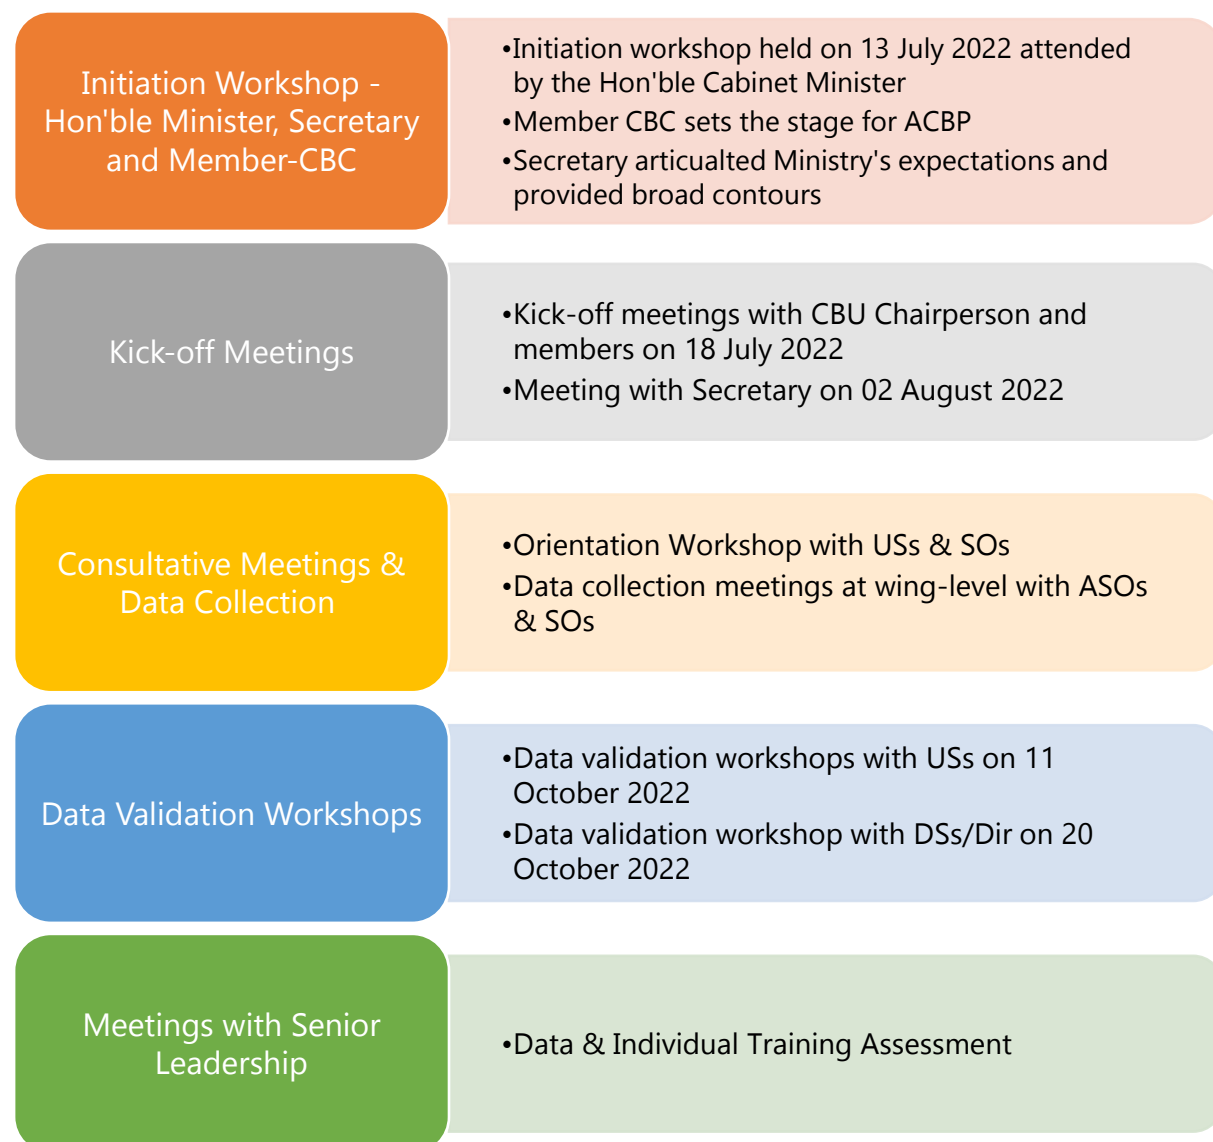 Initiation Workshop -
Hon'ble Minister, Secretary
and Member-CBC
•Initiation workshop held on 13 July 2022 attended
by the Hon'ble Cabinet Minister
•Member CBC sets the stage for ACBP
•Secretary articualted Ministry's expectations and
provided broad contours
Kick-off Meetings
•Kick-off meetings with CBU Chairperson and
members on 18 July 2022
•Meeting with Secretary on 02 August 2022
Consultative Meetings &
Data Collection
•Orientation Workshop with USs & SOs
•Data collection meetings at wing-level with ASOs
& SOs
Data Validation Workshops
•Data validation workshops with USs on 11
October 2022
•Data validation workshop with DSs/Dir on 20
October 2022
Meetings with Senior
Leadership
•Data & Individual Training Assessment